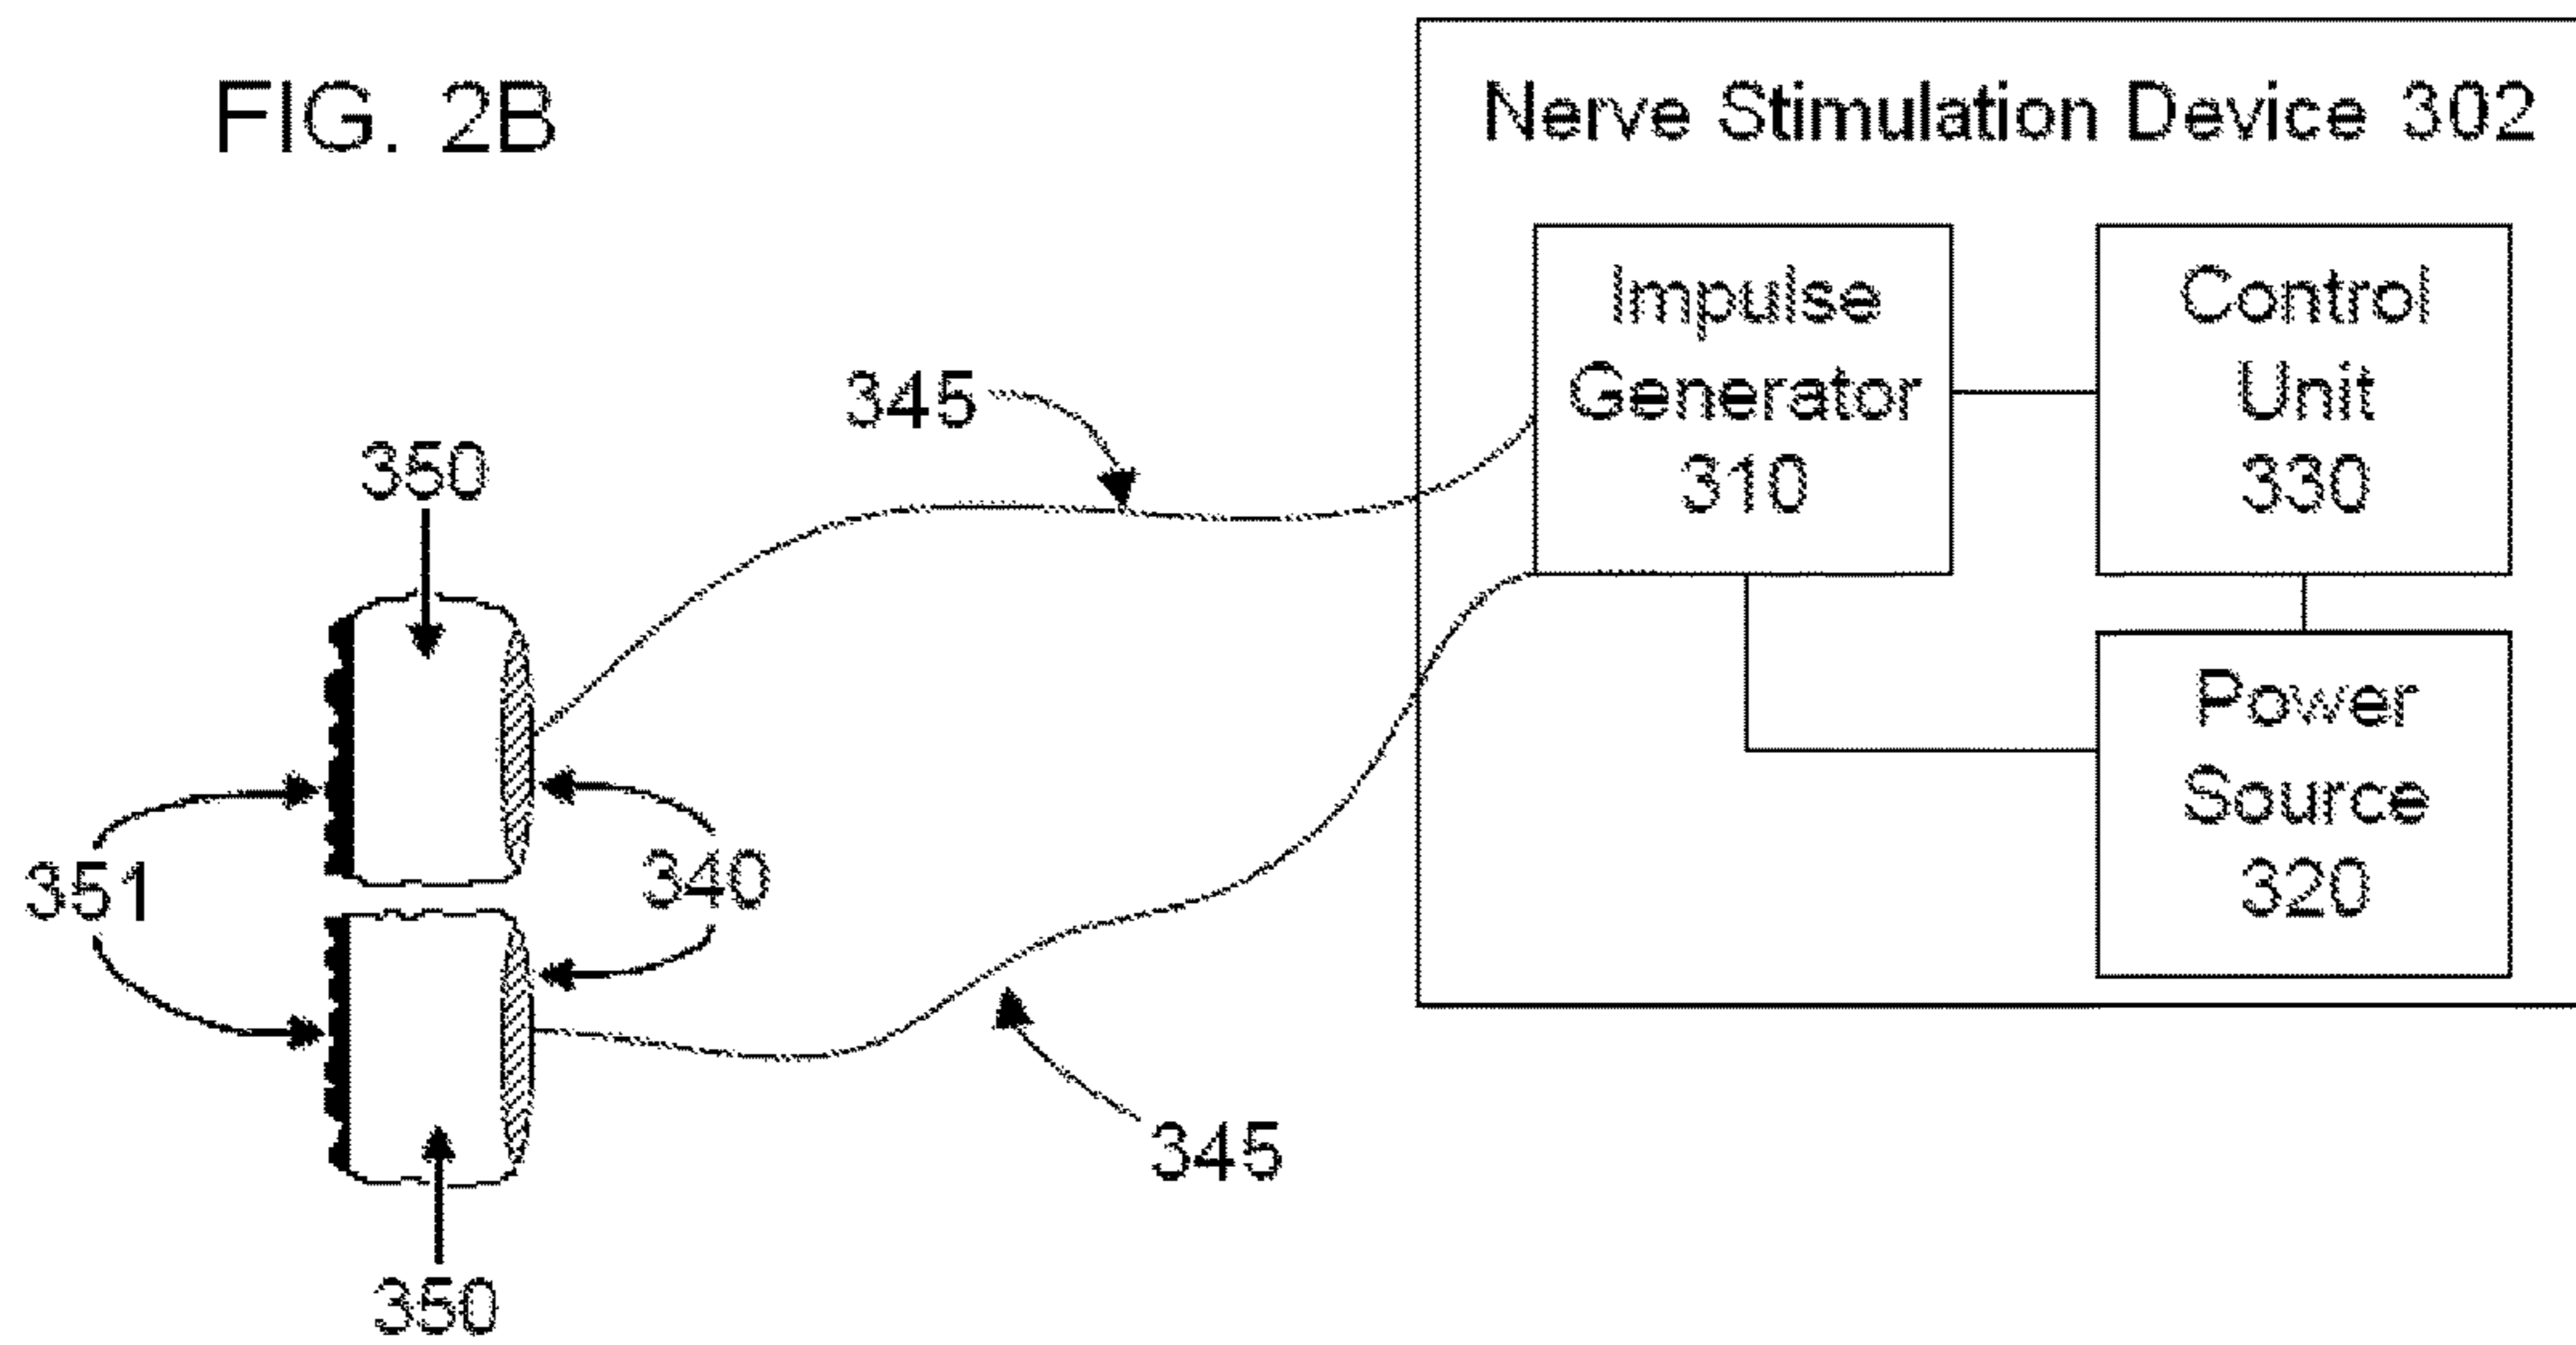 FIG. 2B
Nerve Stimulation Device 302
Impulse
Generator
310
Control
Unit
330
Power
Source
320
345
350
351
340
345
350